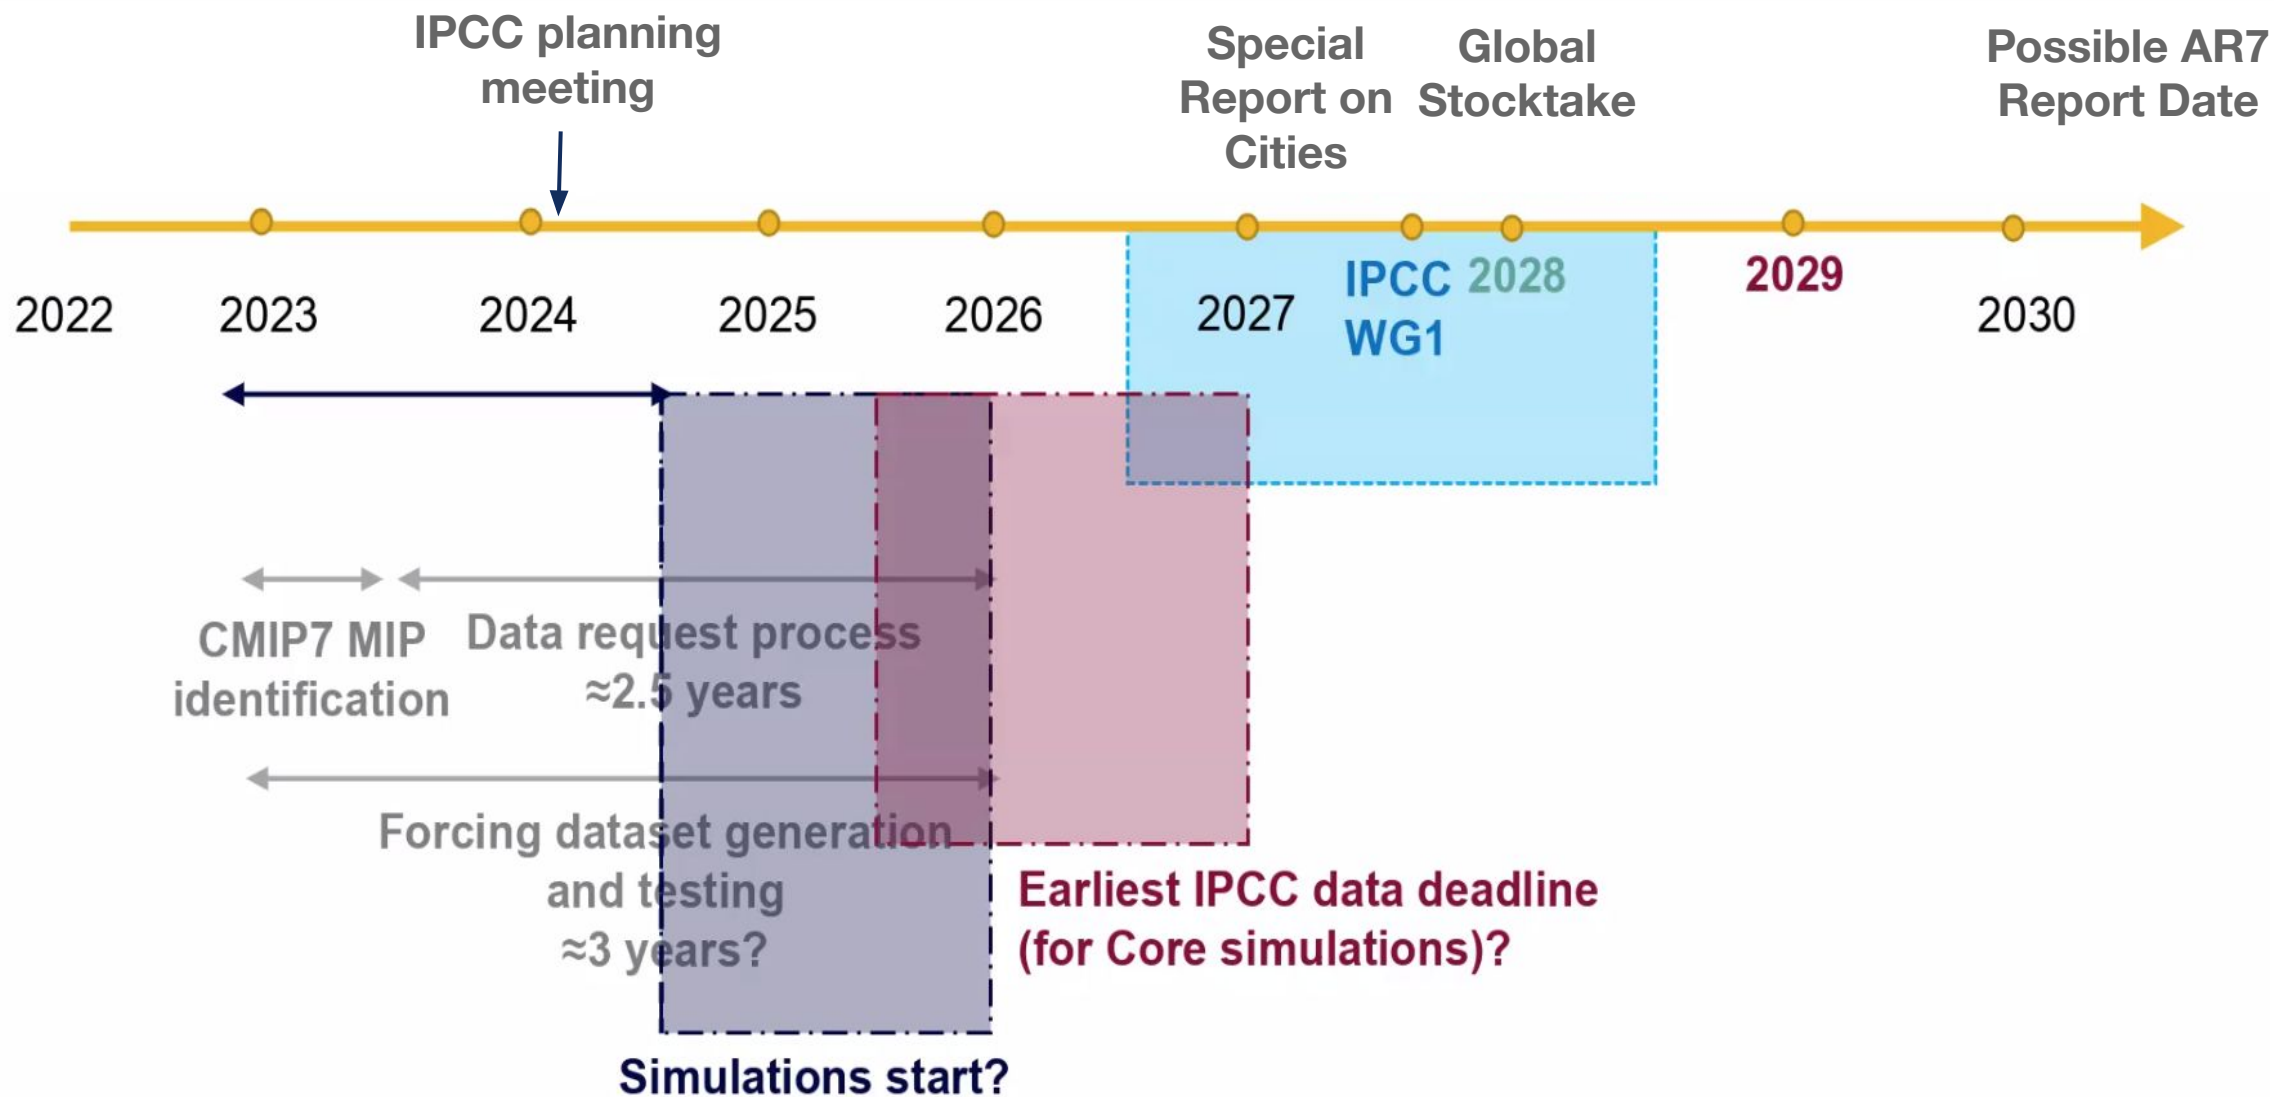 IPCC planning
meeting
Special
Report on
Cities
Global
Stocktake
Possible AR7
Report Date
2022
2023
2024
2025
2026
2027
IPCC
WG1
2028
2029
2030
CMIP7 MIP
identification
Data request process
≈2.5 years
Forcing dataset generation
and testing
≈3 years?
Earliest IPCC data deadline
(for Core simulations)?
Simulations start?